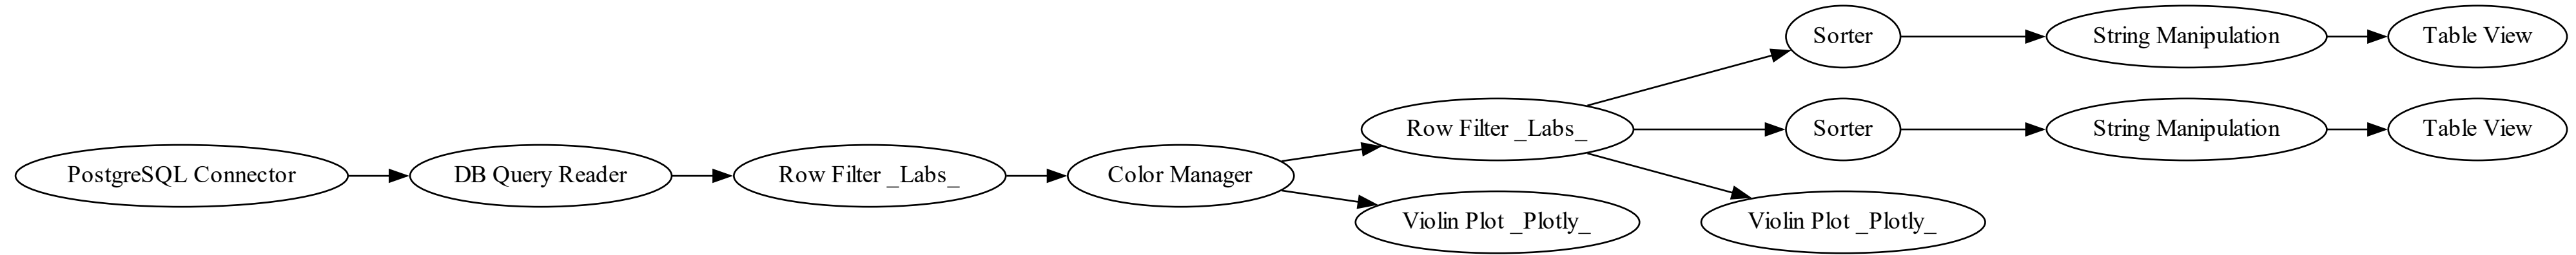 Sorter
String Manipulation
Table View
Row Filter _Labs_
Sorter
String Manipulation
Table View
PostgreSQL Connector
DB Query Reader
Row Filter _Labs_
Color Manager
Violin Plot _Plotly_
Violin Plot _Plotly_